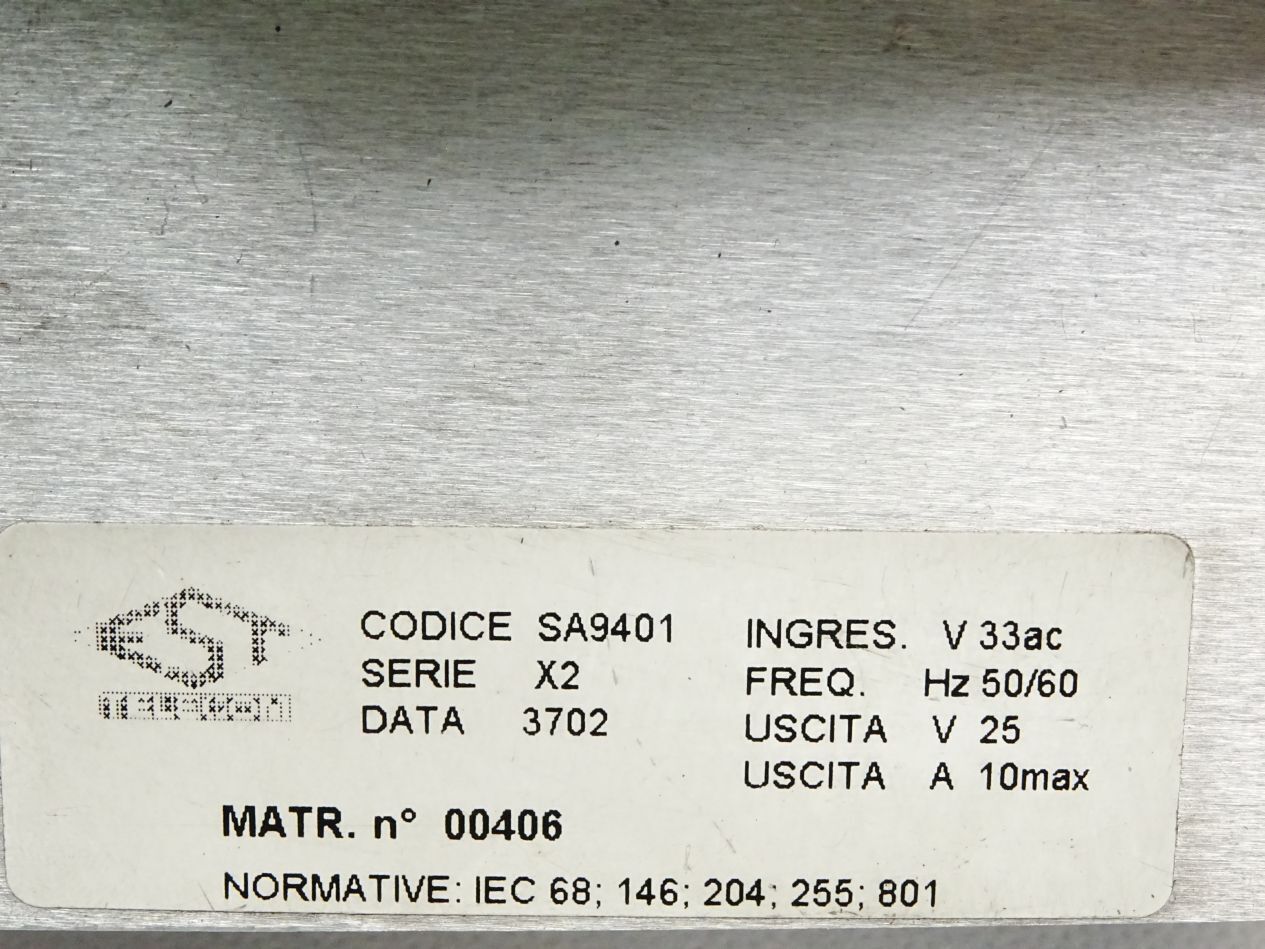 EST
CODICE SA9401
SERIE X2
DATA 3702
INGRES. V 33ac
FREQ. Hz 50/60
USCITA V 25
USCITA A 10max
MATR. n° 00406
NORMATIVE: IEC 68; 146; 204; 255; 801